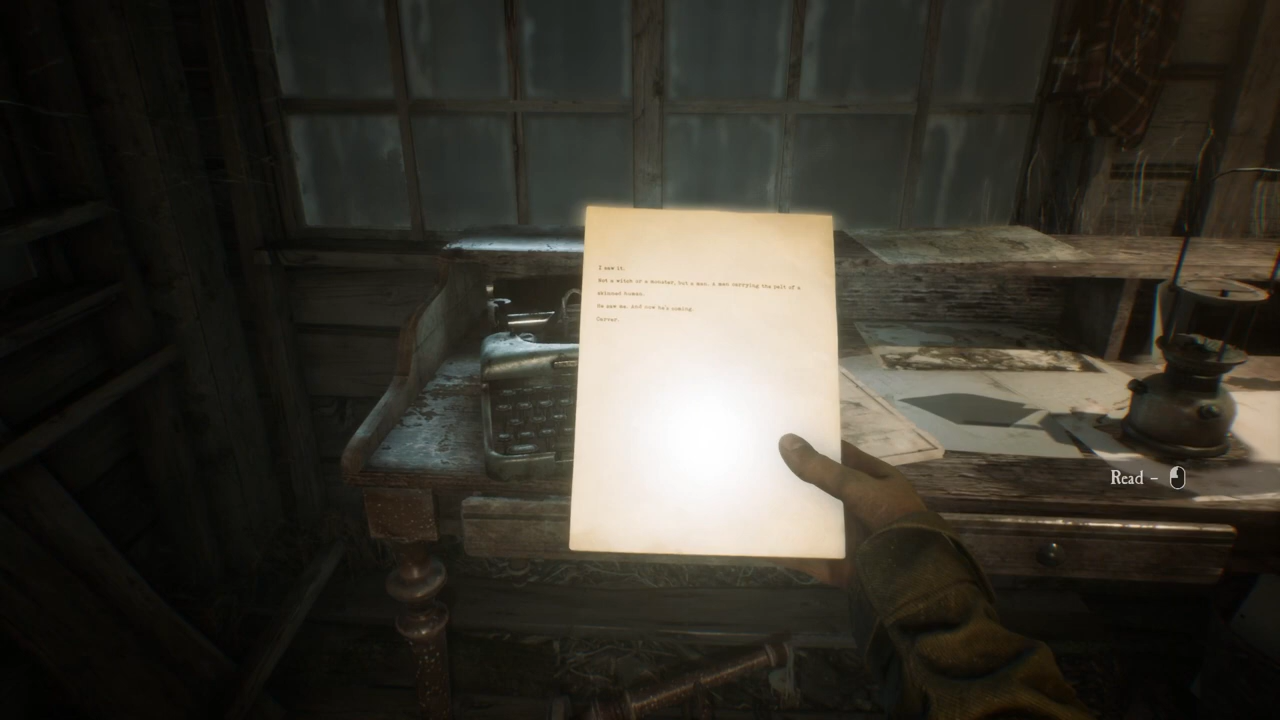 I saw it.
Not a witch or a monster, but a man. A man carrying the pelt of a
skinned human.
He saw me. And now he's coming.
Carver.
Read -